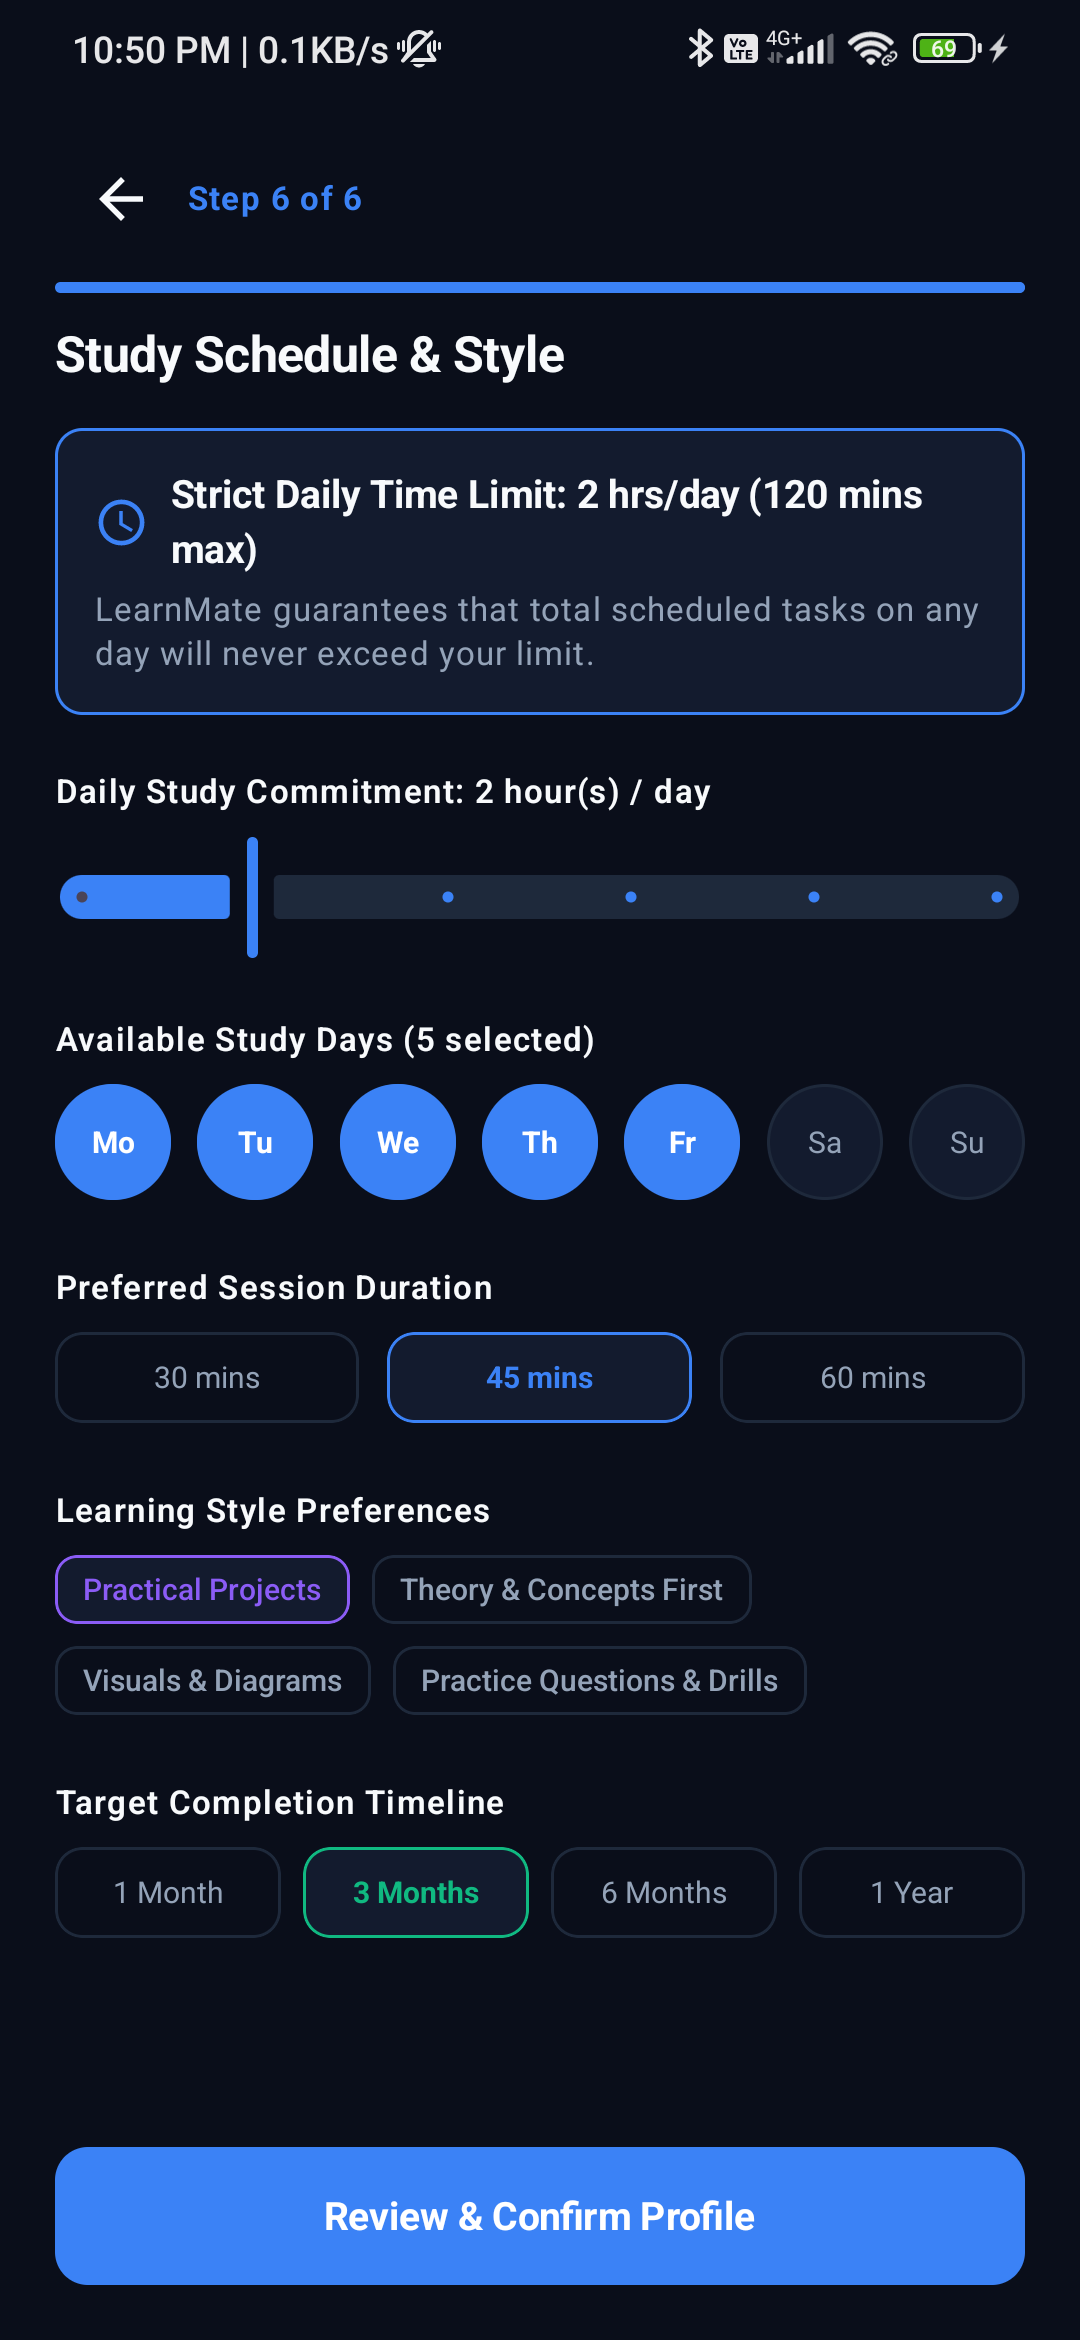 10:50 PM | 0.1KB/s
Vo LTE 4G+ 69
Step 6 of 6
Study Schedule & Style
Strict Daily Time Limit: 2 hrs/day (120 mins
max)
LearnMate guarantees that total scheduled tasks on any
day will never exceed your limit.
Daily Study Commitment: 2 hour(s) / day
Available Study Days (5 selected)
Mo Tu We Th Fr Sa Su
Preferred Session Duration
30 mins 45 mins 60 mins
Learning Style Preferences
Practical Projects Theory & Concepts First
Visuals & Diagrams Practice Questions & Drills
Target Completion Timeline
1 Month 3 Months 6 Months 1 Year
Review & Confirm Profile